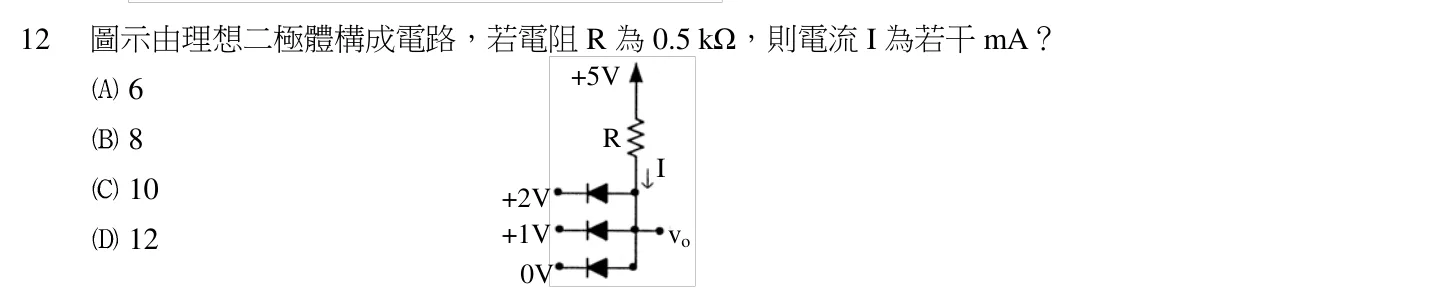 12 圖示由理想二極體構成電路，若電阻 R 為 0.5 kΩ，則電流 I 為若干 mA？
(A) 6
(B) 8
(C) 10
(D) 12
+5V
R
I
+2V
+1V
vo
0V